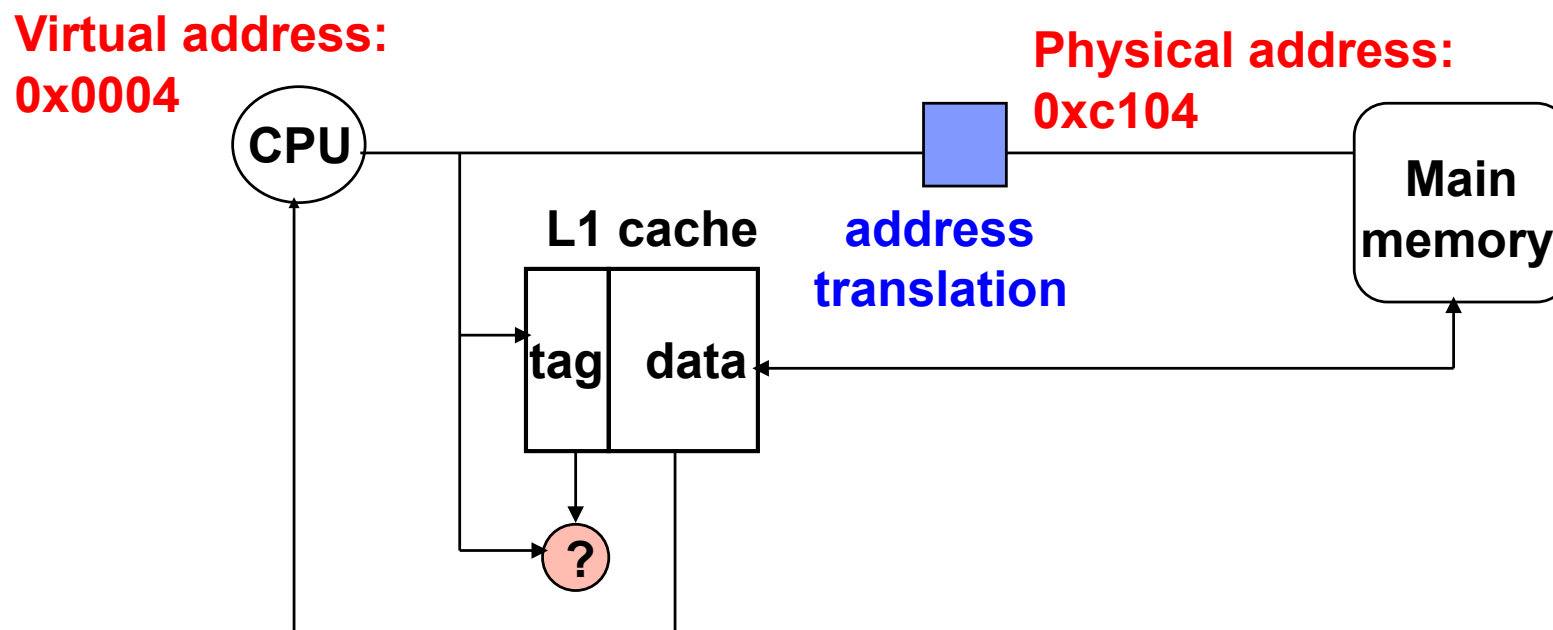 Virtual address:
0x0004
Physical address:
0xc104
CPU
Main
memory
L1 cache
address
translation
tag
data
?